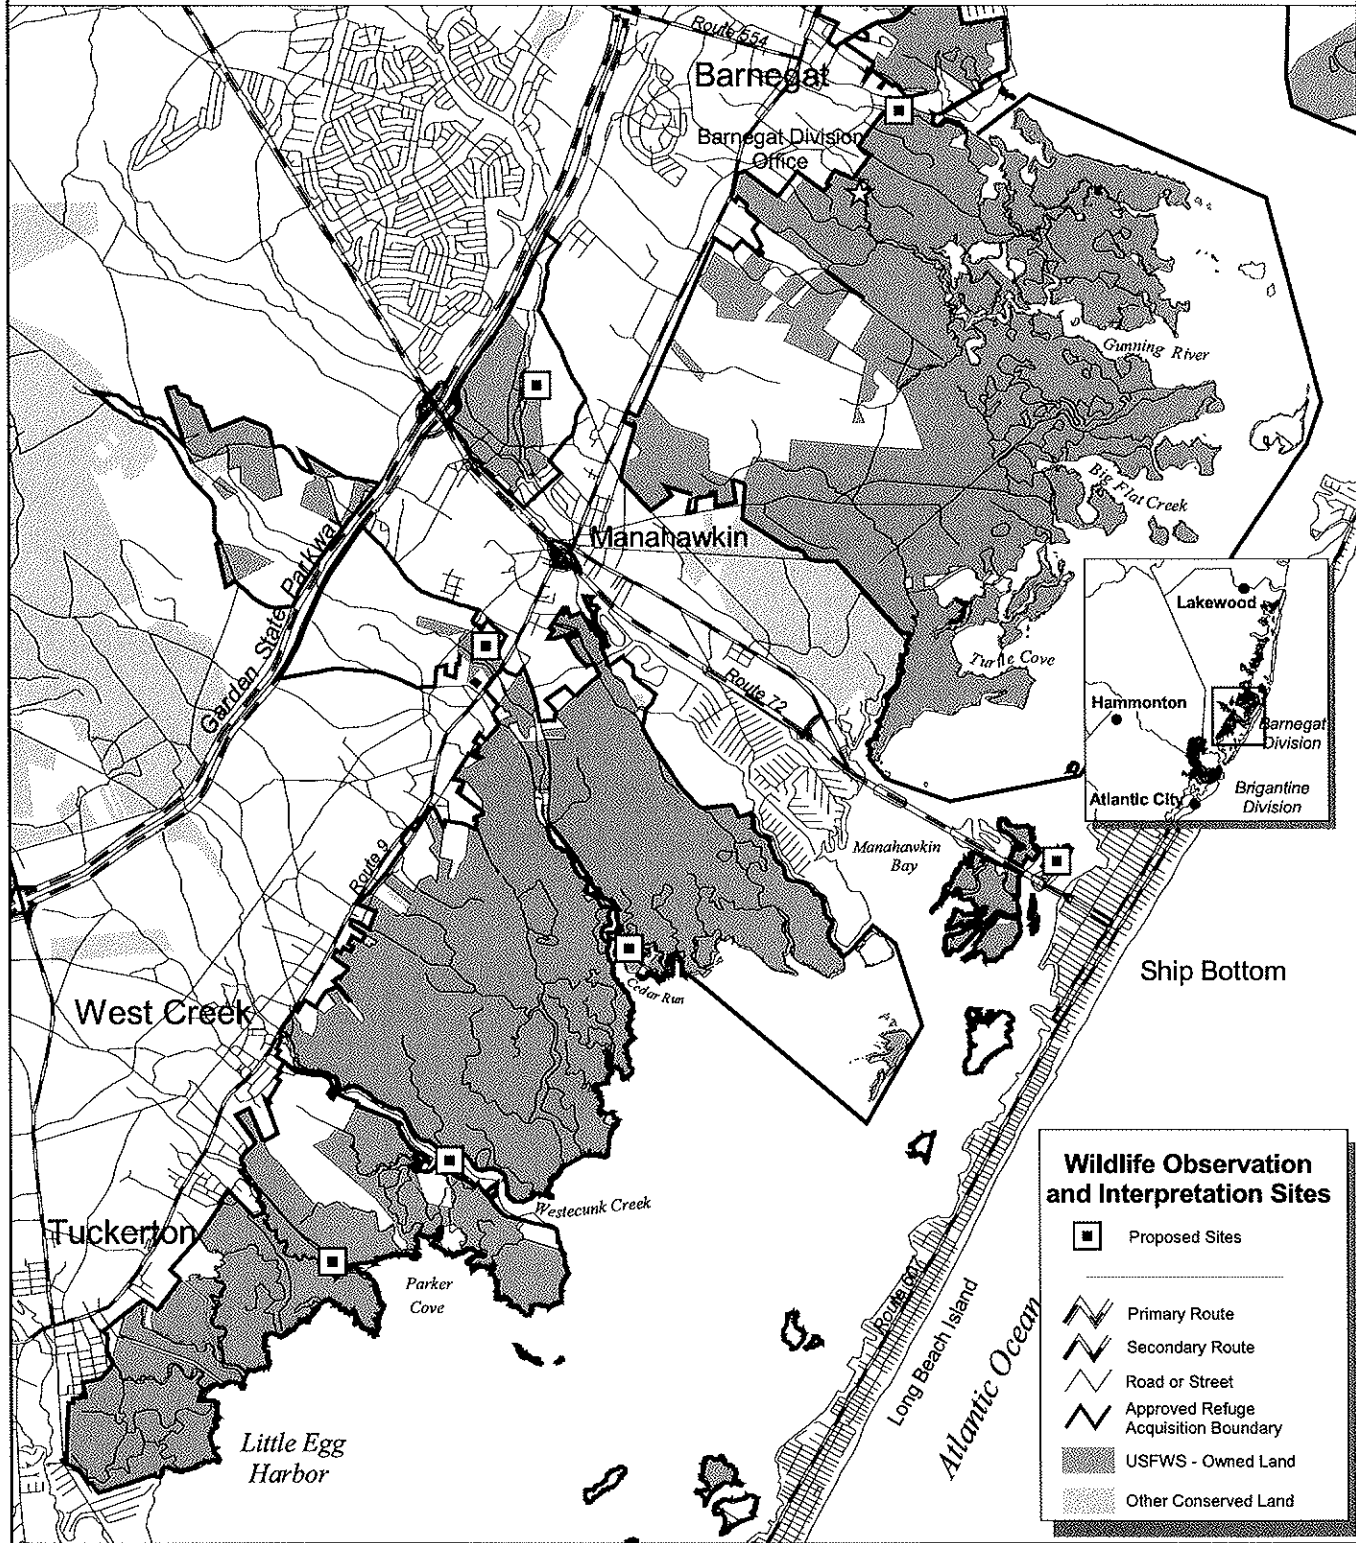 Route 554
Barnegat
Barnegat Division
Office
Gunning River
Big Flat Creek
Manahawkin
Garden State Parkway
Turtle Cove
Route 72
Lakewood
Hammonton
Barnegat
Division
Atlantic City
Brigantine
Division
Manahawkin
Bay
Route 9
Ship Bottom
Cedar Run
West Creek
Westecunk Creek
Tuckerton
Parker
Cove
Little Egg
Harbor
Route
Long Beach Island
Atlantic Ocean
Wildlife Observation
and Interpretation Sites
Proposed Sites
Primary Route
Secondary Route
Road or Street
Approved Refuge
Acquisition Boundary
USFWS - Owned Land
Other Conserved Land